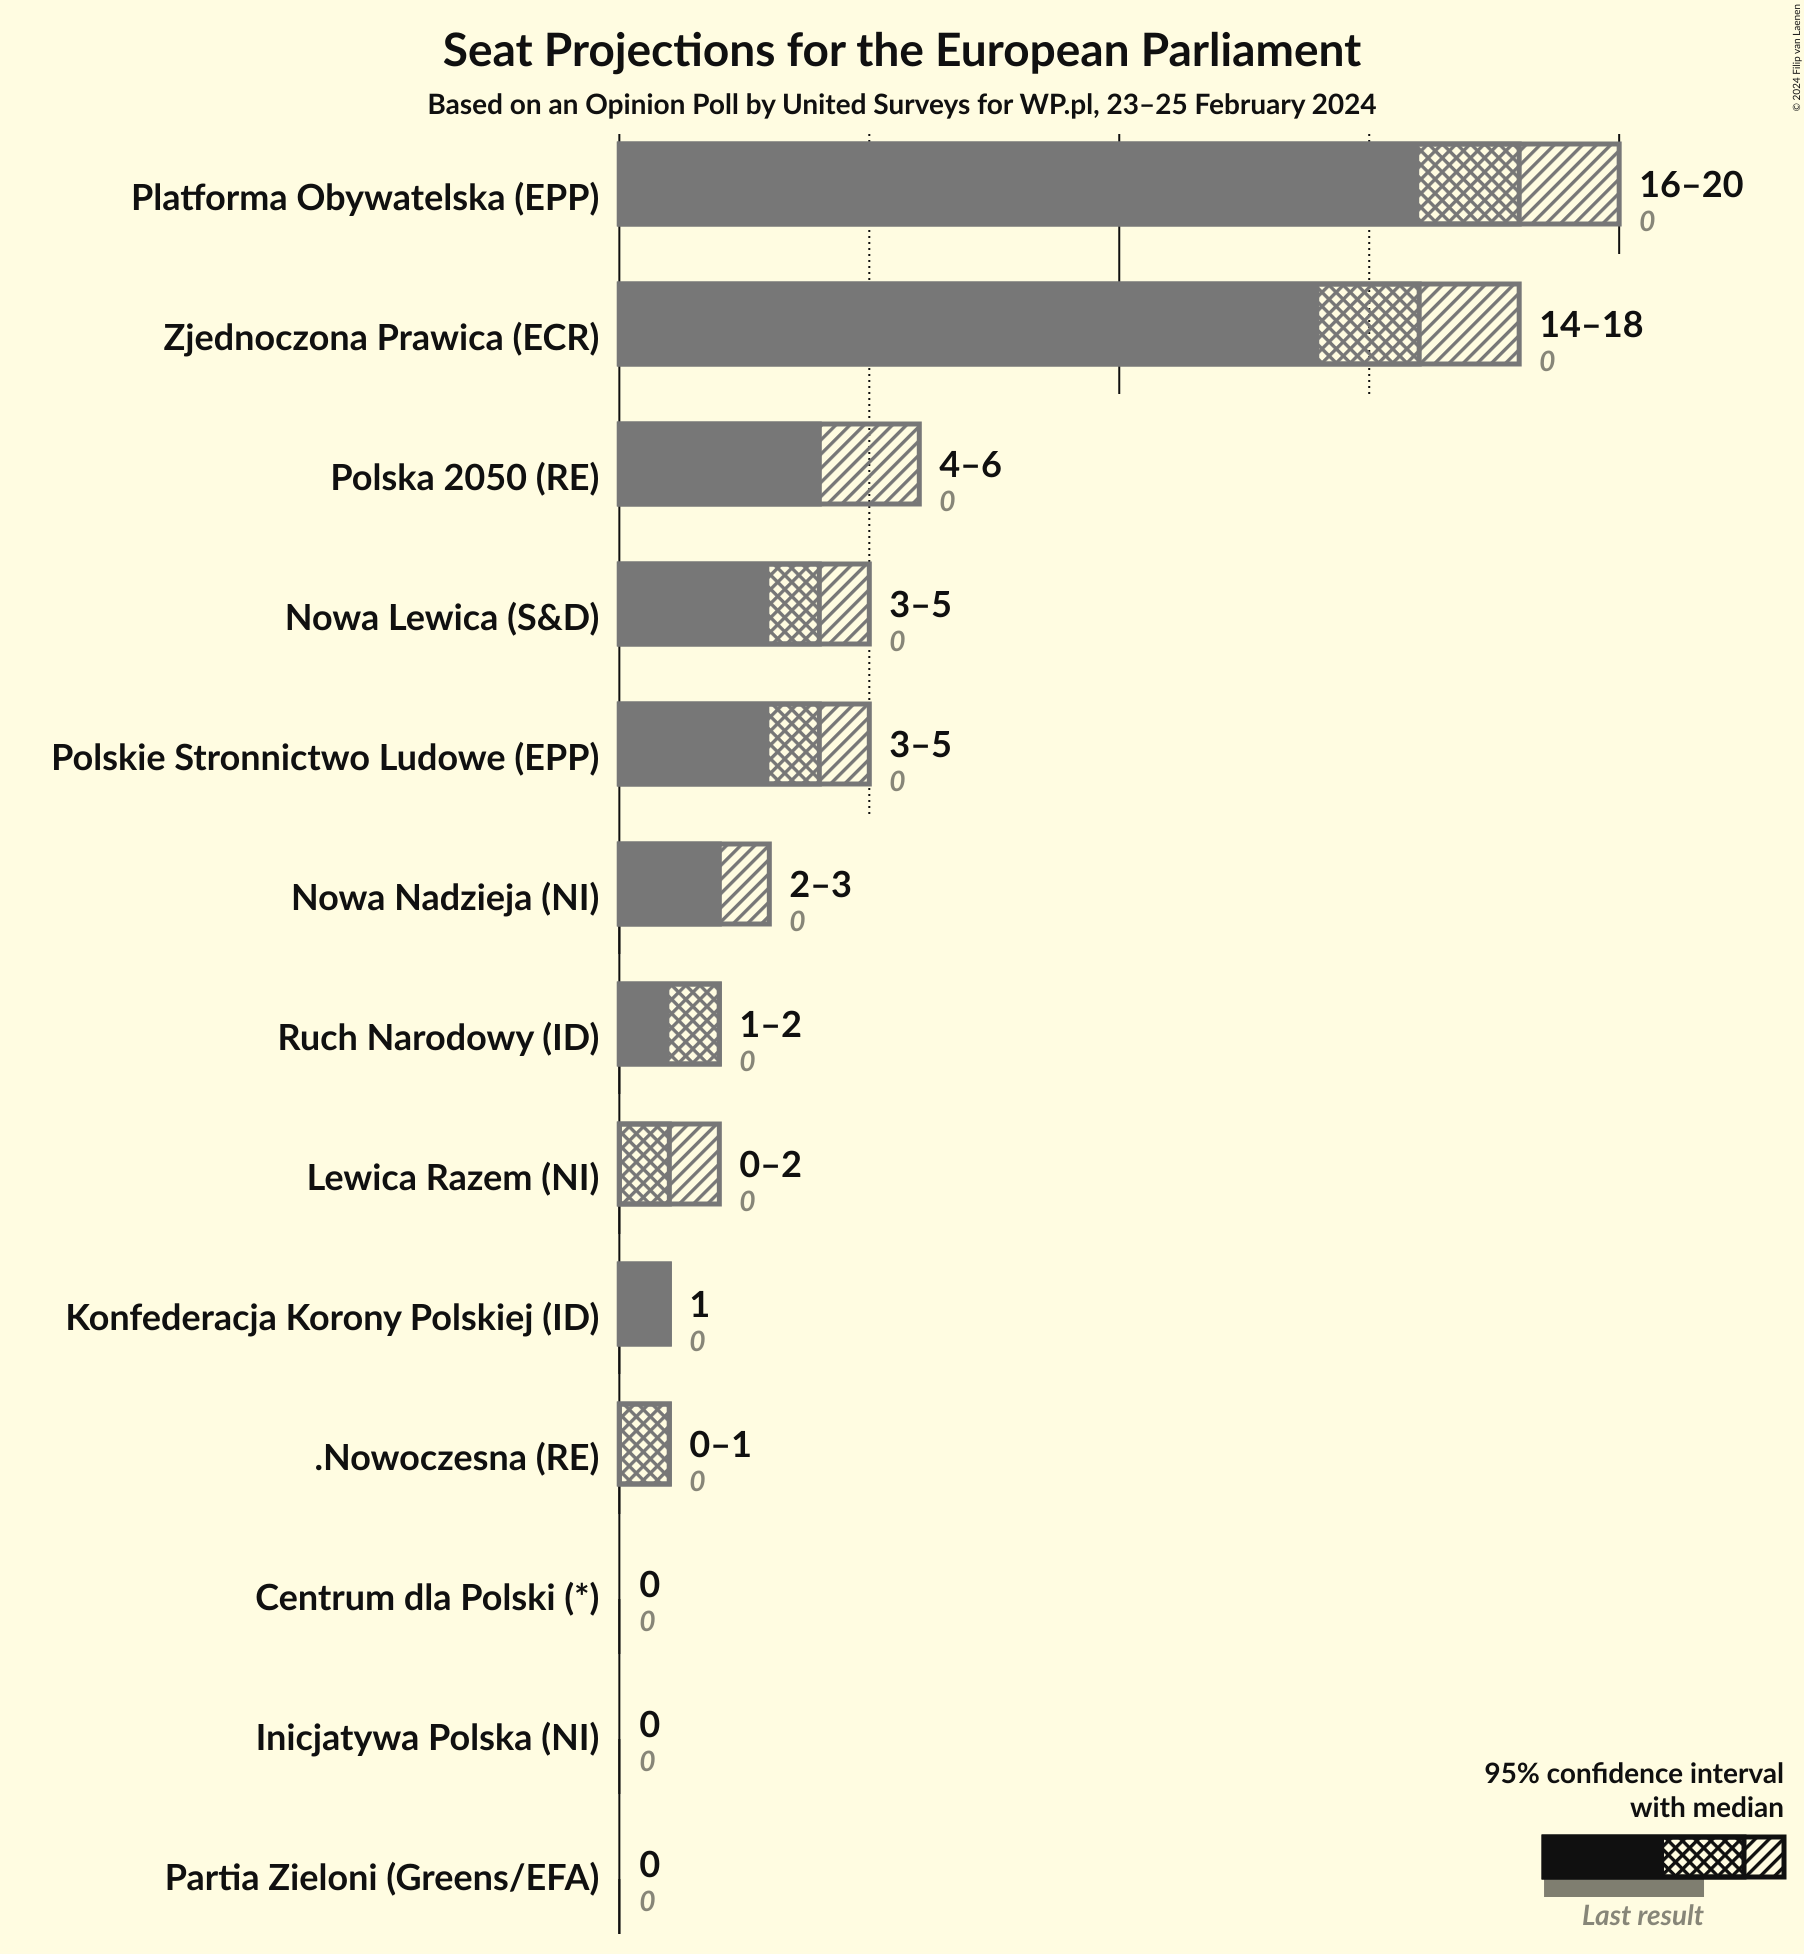 Seat Projections for the European Parliament
Based on an Opinion Poll by United Surveys for WP.pl, 23–25 February 2024
© 2024 Filip van Laenen
Platforma Obywatelska (EPP)
16–20
0
Zjednoczona Prawica (ECR)
14–18
0
Polska 2050 (RE)
4–6
0
Nowa Lewica (S&D)
3–5
0
Polskie Stronnictwo Ludowe (EPP)
3–5
0
Nowa Nadzieja (NI)
2–3
0
Ruch Narodowy (ID)
1–2
0
Lewica Razem (NI)
0–2
0
Konfederacja Korony Polskiej (ID)
1
0
.Nowoczesna (RE)
0–1
0
Centrum dla Polski (*)
0
0
Inicjatywa Polska (NI)
0
0
Partia Zieloni (Greens/EFA)
0
0
95% confidence interval
with median
Last result